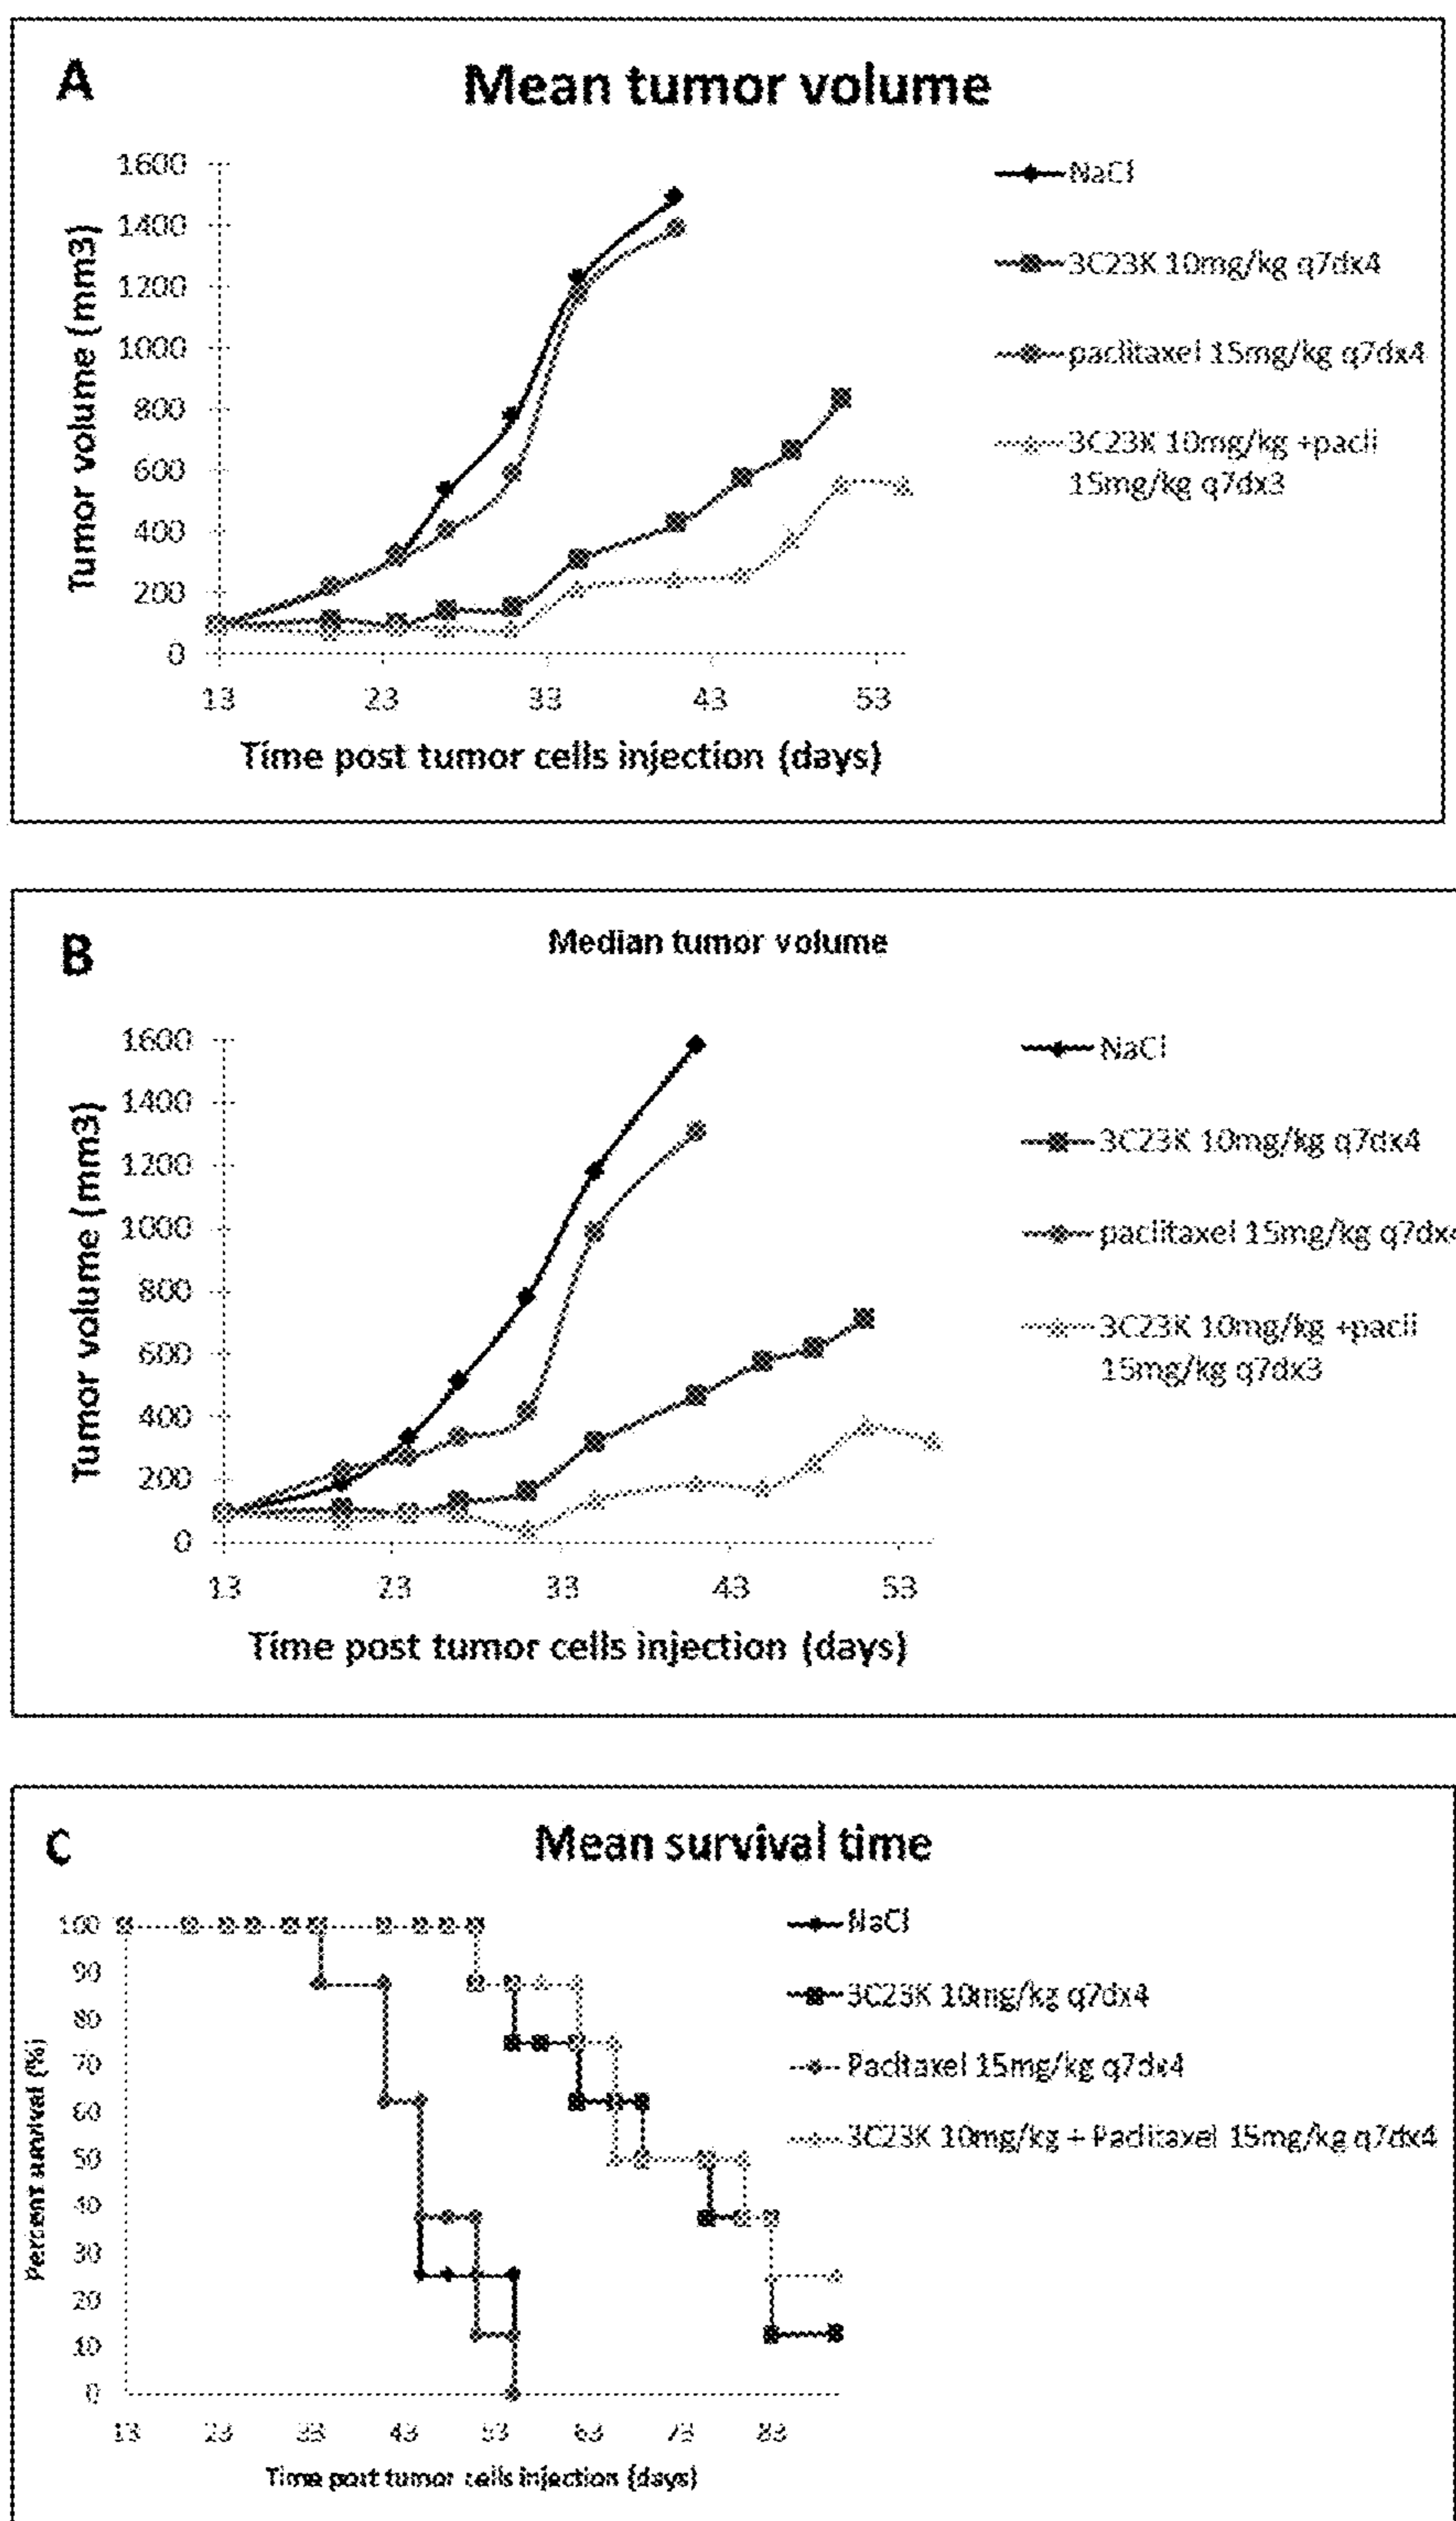 A
Mean tumor volume
Tumor volume (mm3)
1600
1400
1200
1000
800
600
400
200
0
13 23 33 43 53
Time post tumor cells injection (days)
NaCl
3C23K 10mg/kg q7dx4
paclitaxel 15mg/kg q7dx4
3C23K 10mg/kg +pacli
15mg/kg q7dx3
B
Median tumor volume
Tumor volume (mm3)
1600
1400
1200
1000
800
600
400
200
0
13 23 33 43 53
Time post tumor cells injection (days)
NaCl
3C23K 10mg/kg q7dx4
paclitaxel 15mg/kg q7dx4
3C23K 10mg/kg +pacli
15mg/kg q7dx3
C
Mean survival time
Percent survival (%)
100
90
80
70
60
50
40
30
20
10
0
13 23 33 43 53 63 73 83
Time post tumor cells injection (days)
NaCl
3C23K 10mg/kg q7dx4
Paclitaxel 15mg/kg q7dx4
3C23K 10mg/kg + Paclitaxel 15mg/kg q7dx4